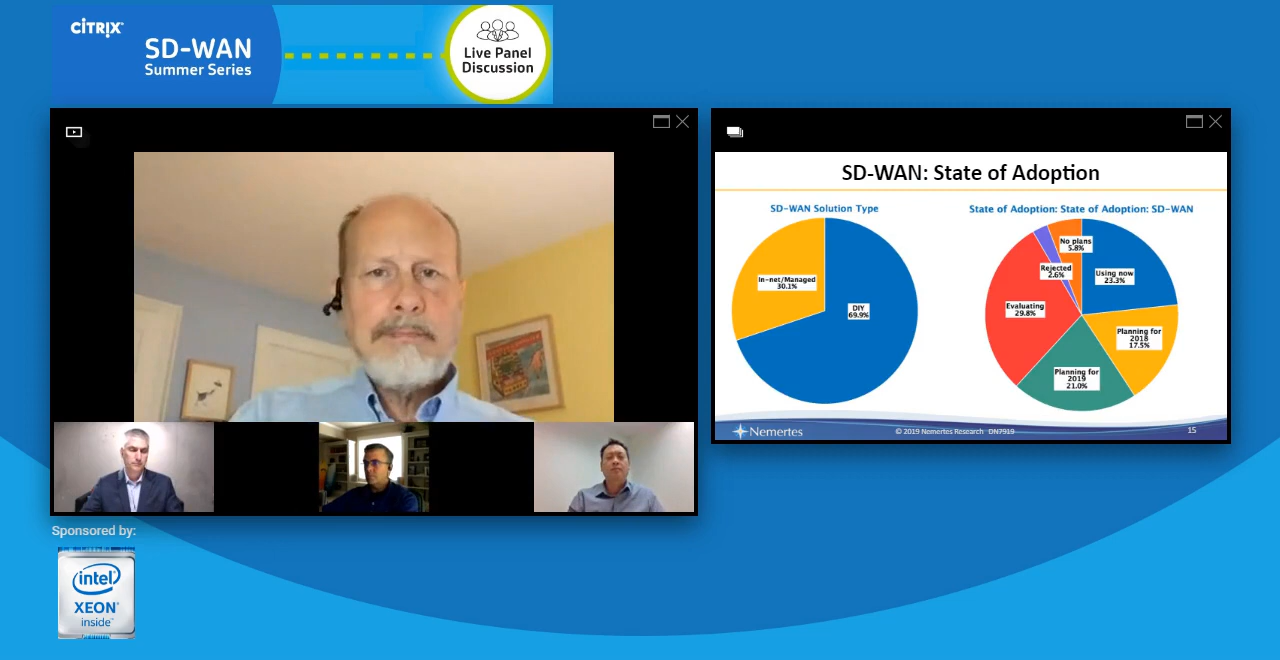 CITRIX
SD-WAN
Summer Series
Live Panel
Discussion
SD-WAN: State of Adoption
SD-WAN Solution Type
In-net/Managed
30.1%
DIY
69.9%
State of Adoption: State of Adoption: SD-WAN
No plans
5.8%
Rejected
2.6%
Using now
23.3%
Evaluating
29.8%
Planning for
2018
17.5%
Planning for
2019
21.0%
Nemertes
© 2019 Nemertes Research DN7919
15
Sponsored by:
intel
XEON®
inside™